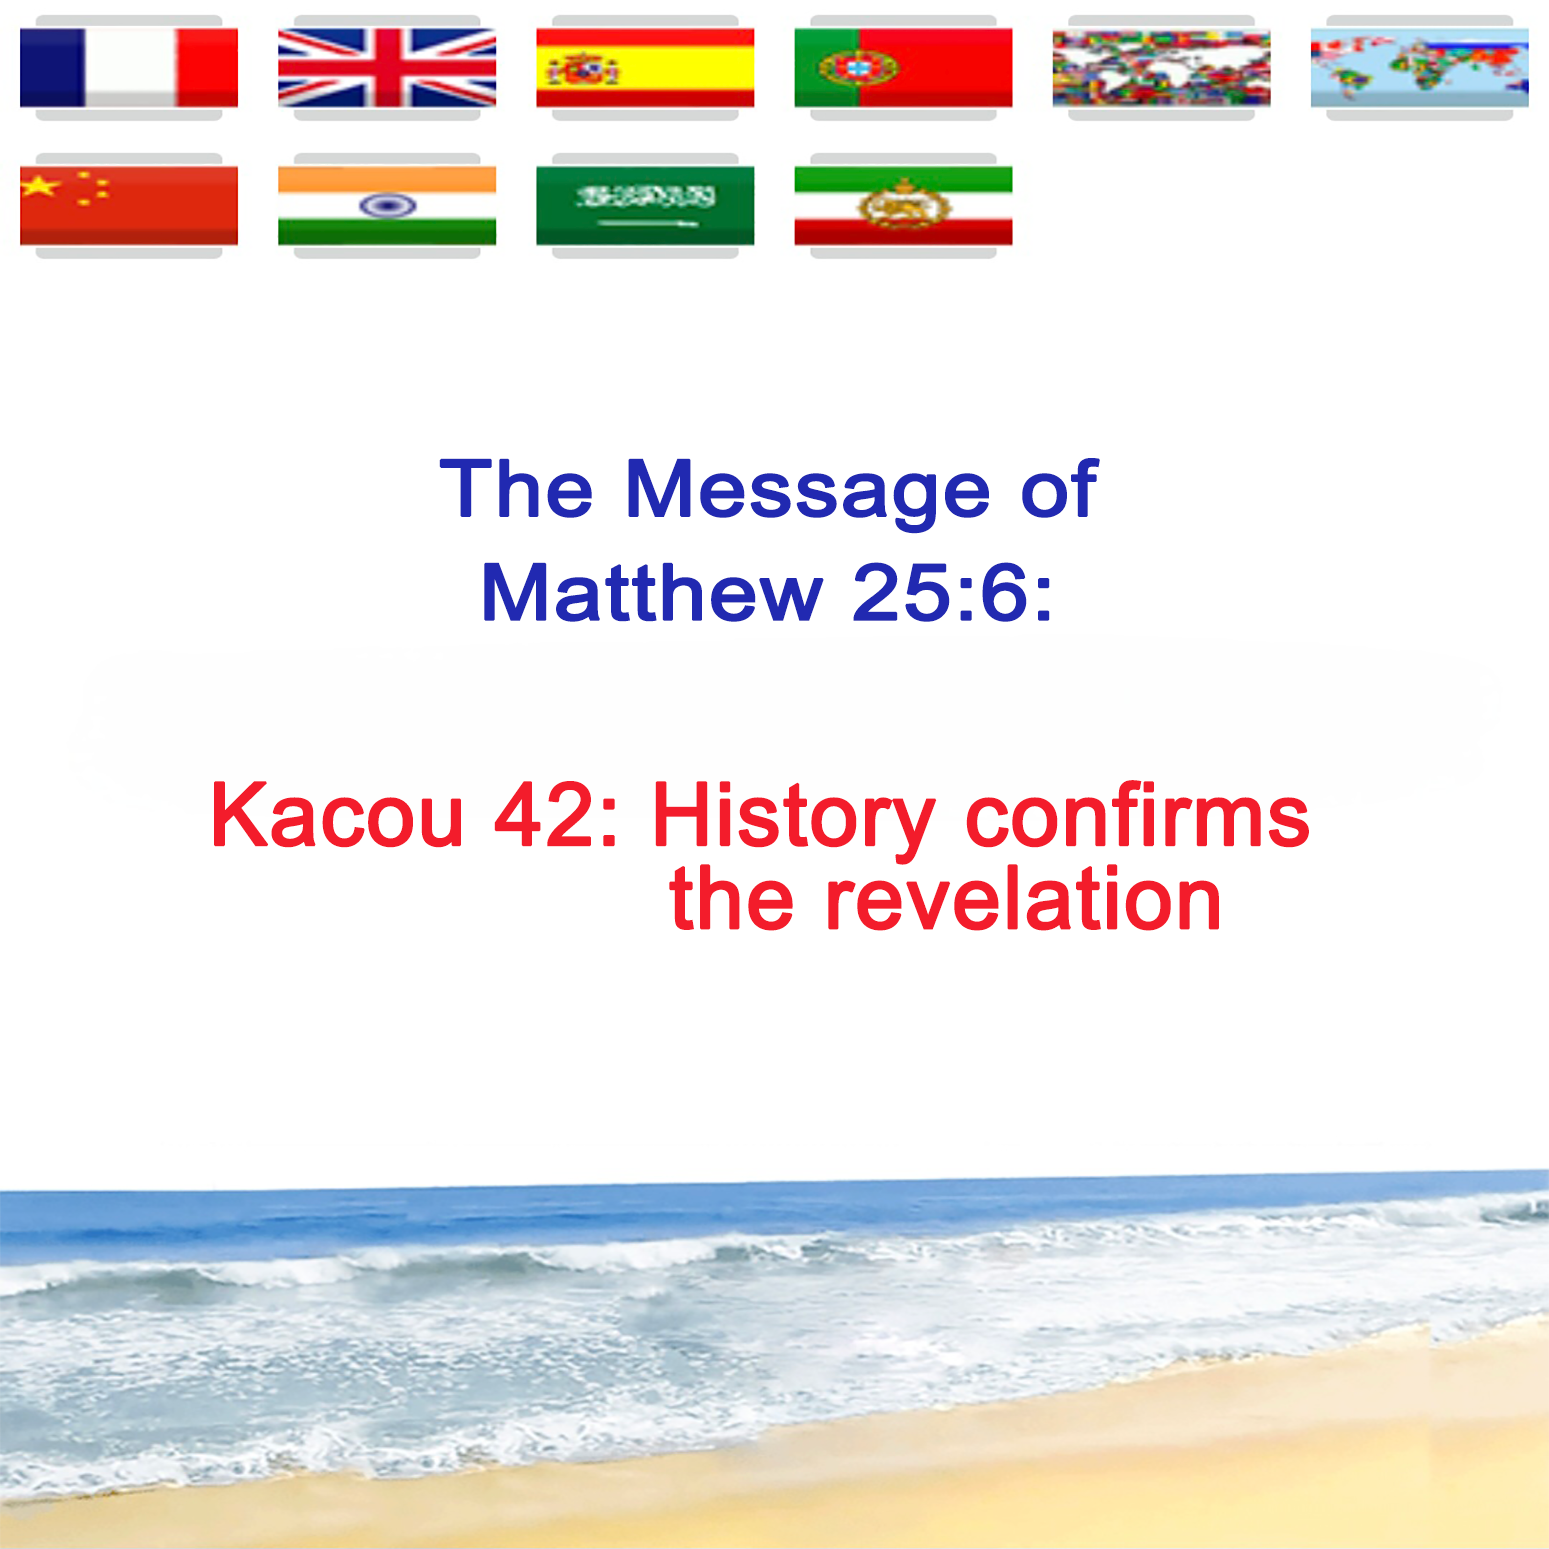 The Message of
Matthew 25:6:
Kacou 42: History confirms
the revelation